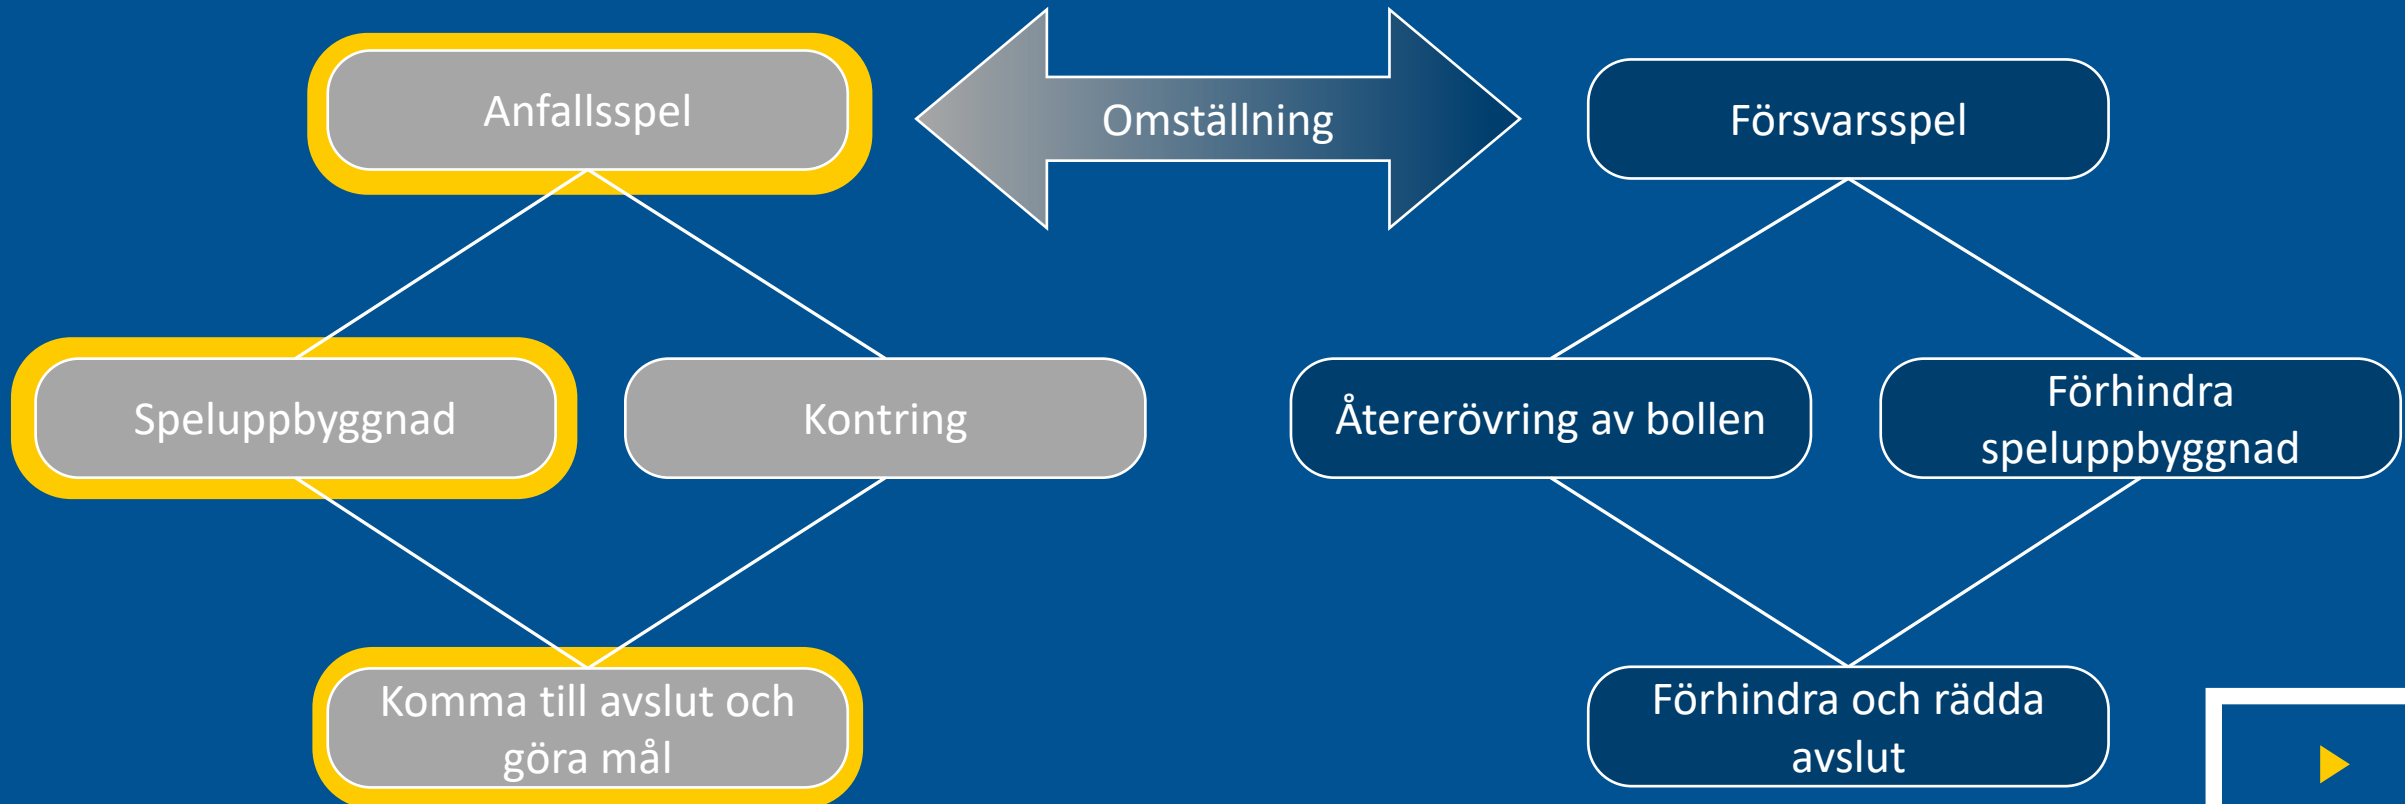 Anfallsspel
Omställning
Försvarsspel
Speluppbyggnad
Kontring
Återerövring av bollen
Förhindra
speluppbyggnad
Komma till avslut och
göra mål
Förhindra och rädda
avslut